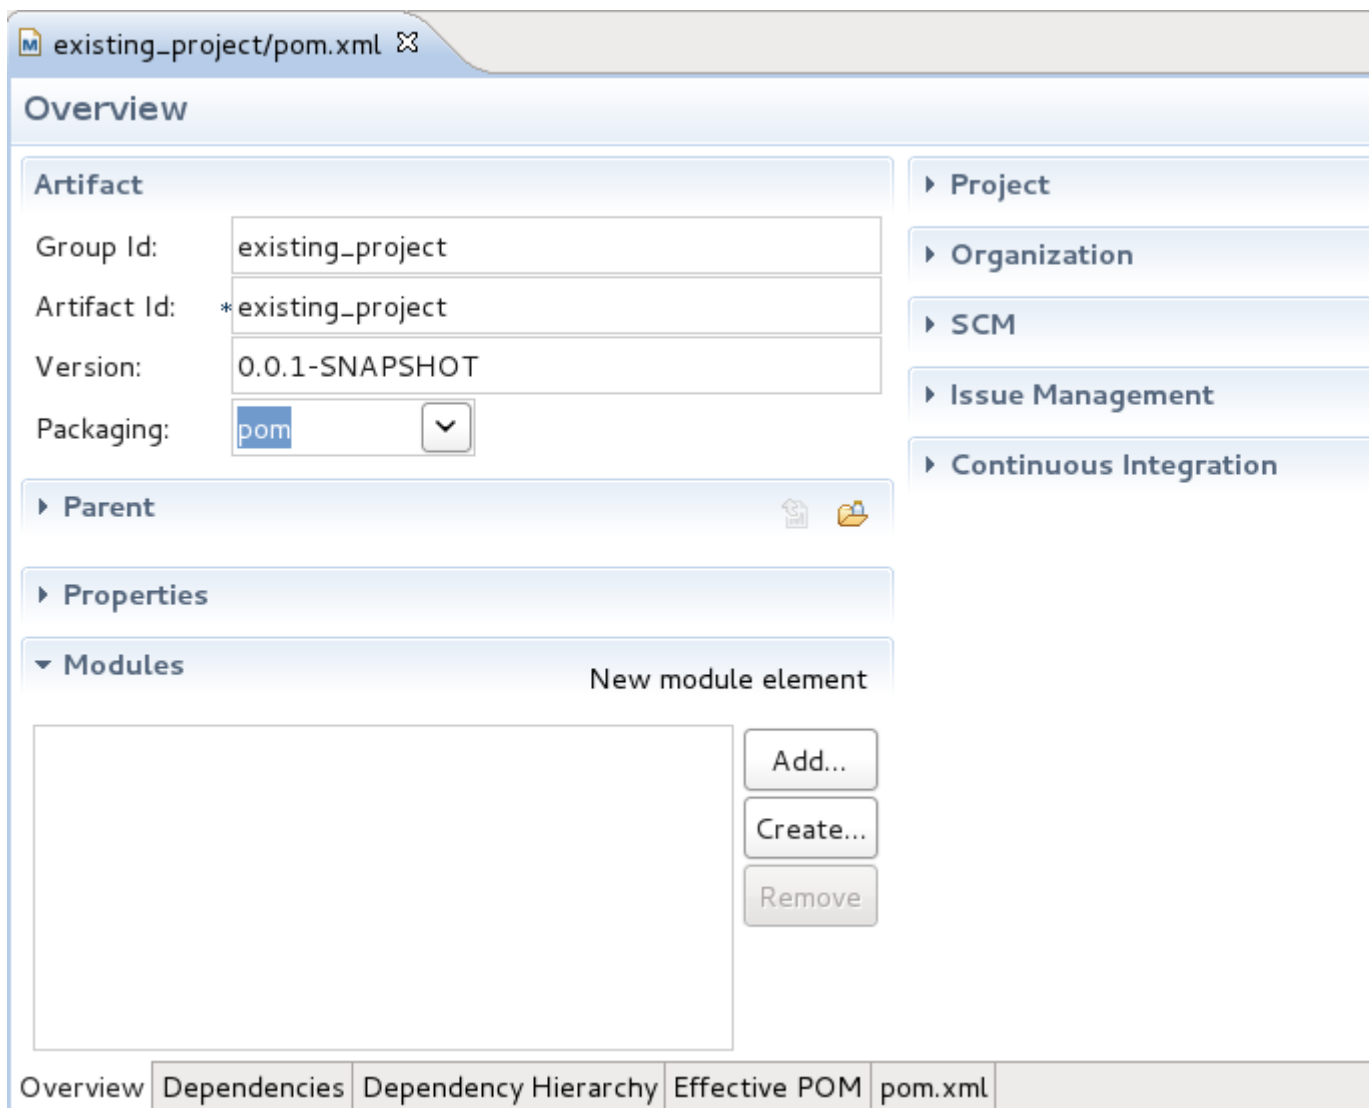 existing_project/pom.xml
Overview
Artifact
Group Id: existing_project
Artifact Id: *existing_project
Version: 0.0.1-SNAPSHOT
Packaging: pom
Parent
Properties
Modules
New module element
Add...
Create...
Remove
Project
Organization
SCM
Issue Management
Continuous Integration
Overview Dependencies Dependency Hierarchy Effective POM pom.xml